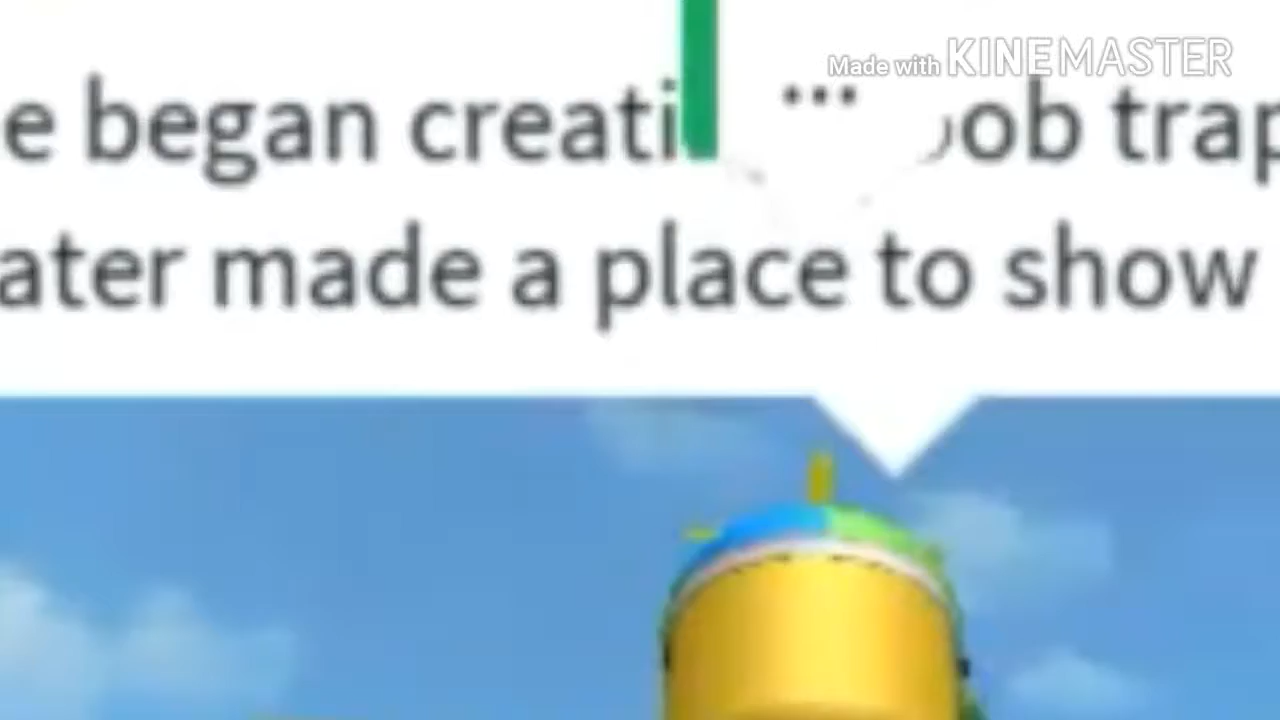 Made with KINEMASTER
e began creati ... ob trap
ater made a place to show